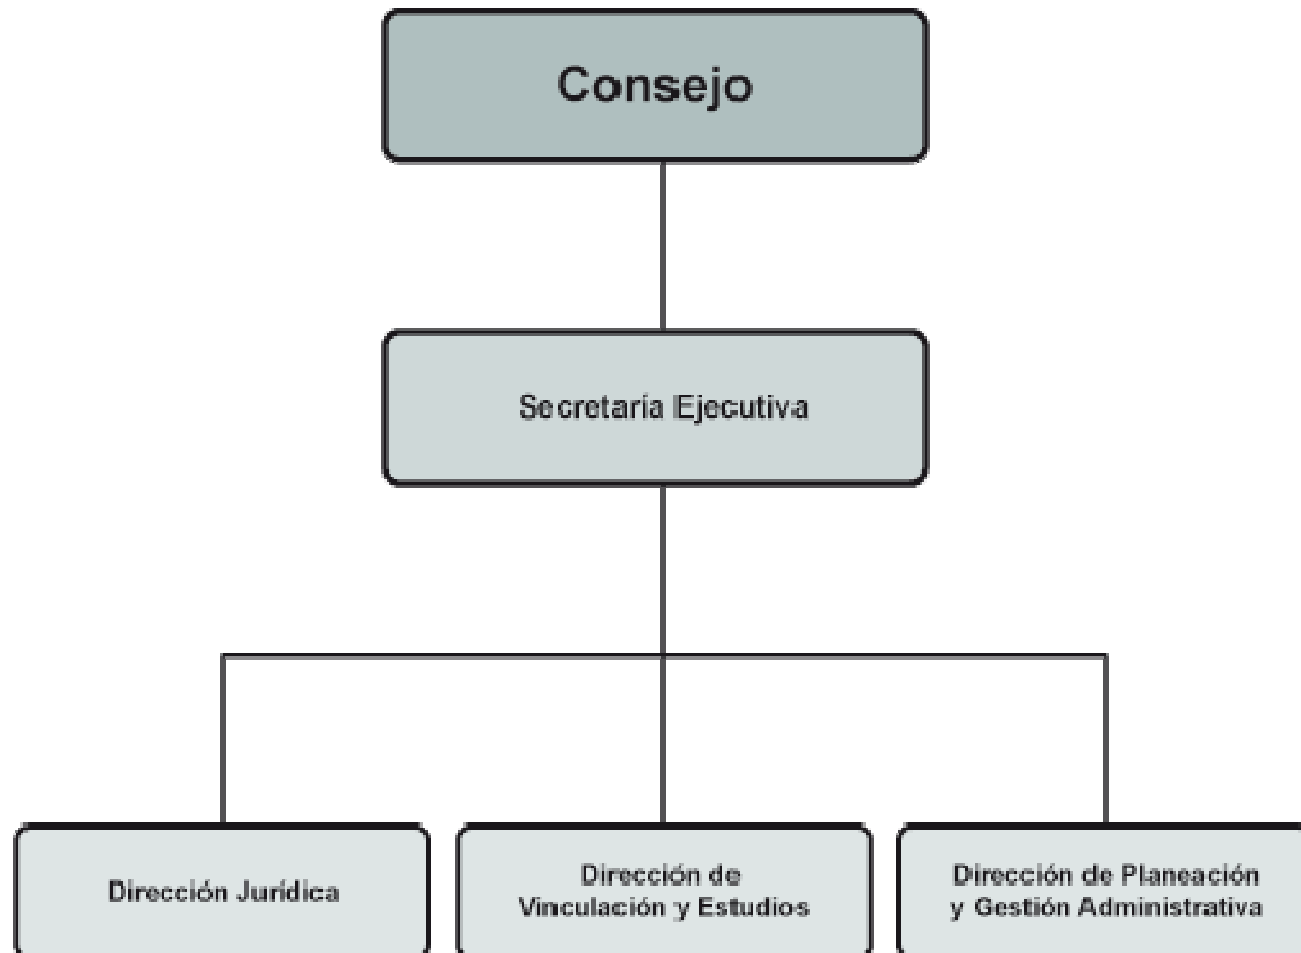 Consejo
Secretaría Ejecutiva
Dirección Jurídica
Dirección de
Vinculación y Estudios
Dirección de Planeación
y Gestión Administrativa